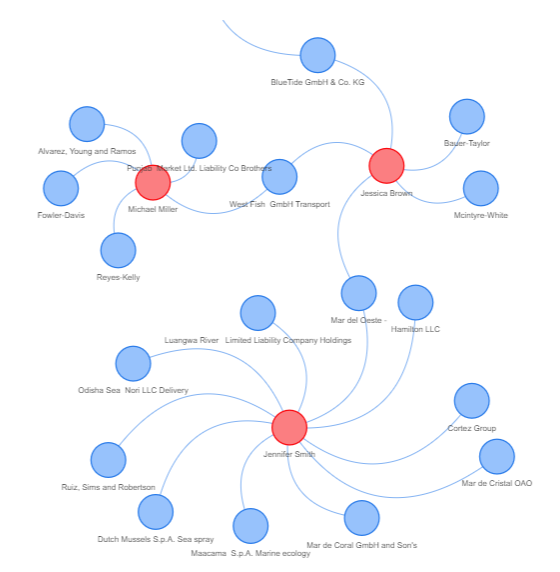 BlueTide GmbH & Co. KG
Bauer-Taylor
Alvarez, Young and Ramos
Punjab Market Ltd. Liability Co Brothers
Jessica Brown
West Fish GmbH Transport
Michael Miller
Fowler-Davis
Mcintyre-White
Reyes-Kelly
Mar del Oeste -
Hamilton LLC
Luangwa River Limited Liability Company Holdings
Odisha Sea Nori LLC Delivery
Cortez Group
Jennifer Smith
Mar de Cristal OAO
Ruiz, Sims and Robertson
Dutch Mussels S.p.A. Sea spray
Mar de Coral GmbH and Son's
Maacama S.p.A. Marine ecology